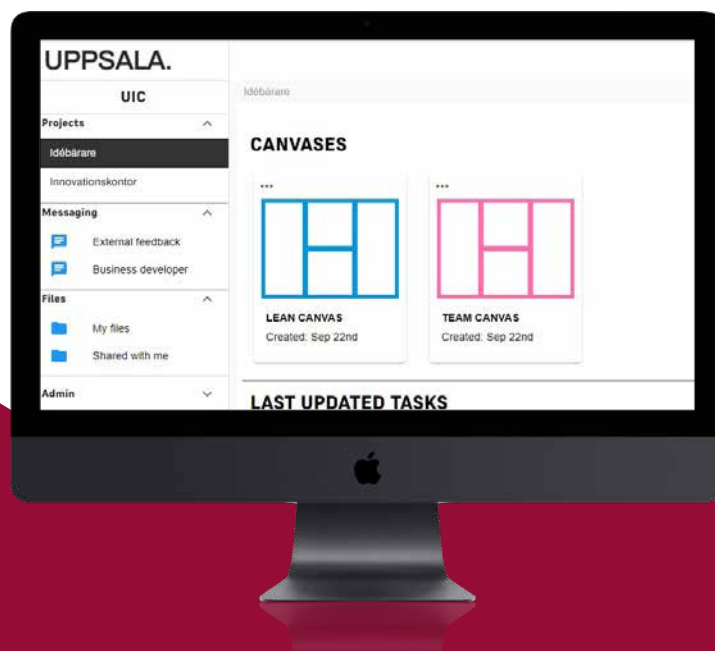 UPPSALA.
UIC
Projects
Idébärare
Innovationskontor
Messaging
External feedback
Business developer
Files
My files
Shared with me
Admin
Idébärare
CANVASES
LEAN CANVAS
Created: Sep 22nd
TEAM CANVAS
Created: Sep 22nd
LAST UPDATED TASKS